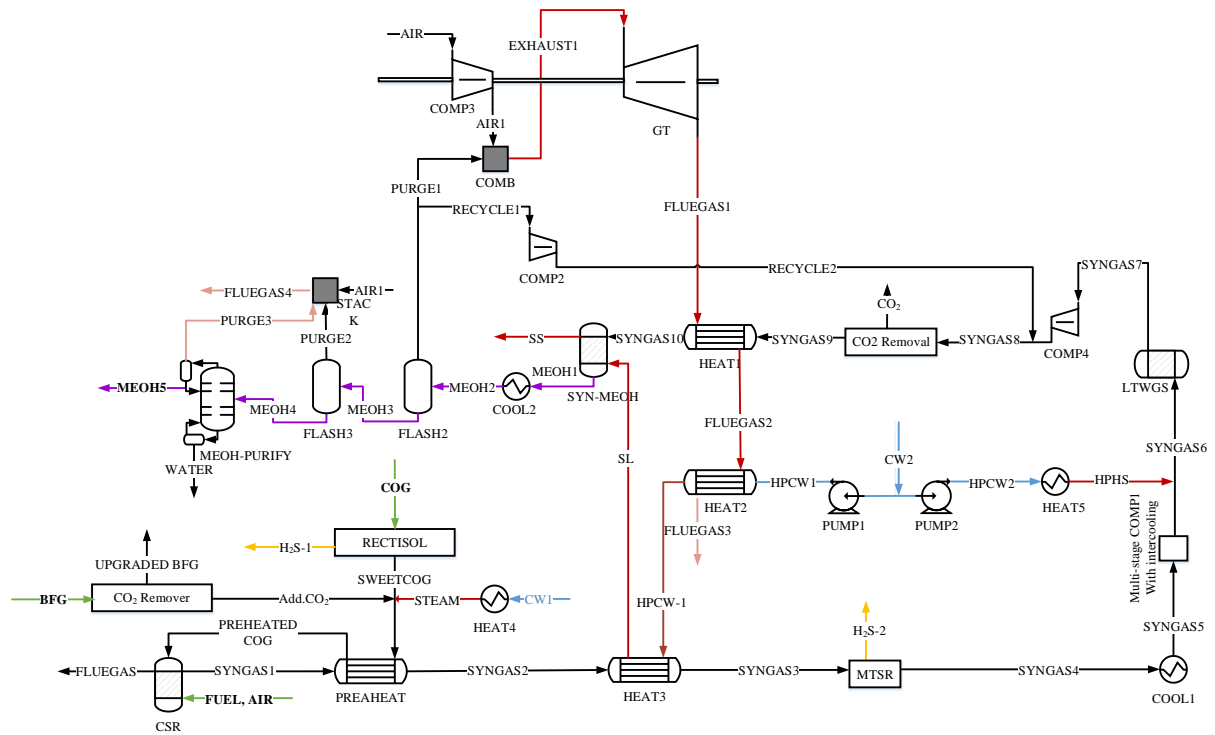 AIR
EXHAUST1
COMP3
AIR1
GT
COMB
PURGE1
RECYCLE1
FLUEGAS1
COMP2
RECYCLE2
SYNGAS7
FLUEGAS4
AIR1
STAC
K
PURGE3
PURGE2
CO₂
SS
SYNGAS10
HEAT1
SYNGAS9
CO2 Removal
SYNGAS8
COMP4
LTWGS
MEOH5
MEOH4
MEOH3
MEOH2
MEOH1
COOL2
SYN-MEOH
FLASH3
FLASH2
MEOH-PURIFY
WATER
FLUEGAS2
SYNGAS6
SL
CW2
COG
HPCW1
HPCW2
HPHS
HEAT2
PUMP1
PUMP2
HEAT5
FLUEGAS3
Multi-stage COMP1
With intercooling
H₂S-1
RECTISOL
UPGRADED BFG
SWEETCOG
BFG
CO₂ Remover
Add.CO₂
STEAM
CW1
HEAT4
HPCW-1
PREHEATED
COG
H₂S-2
SYNGAS5
FLUEGAS
SYNGAS1
SYNGAS2
SYNGAS3
MTSR
SYNGAS4
FUEL, AIR
PREAHEAT
HEAT3
COOL1
CSR